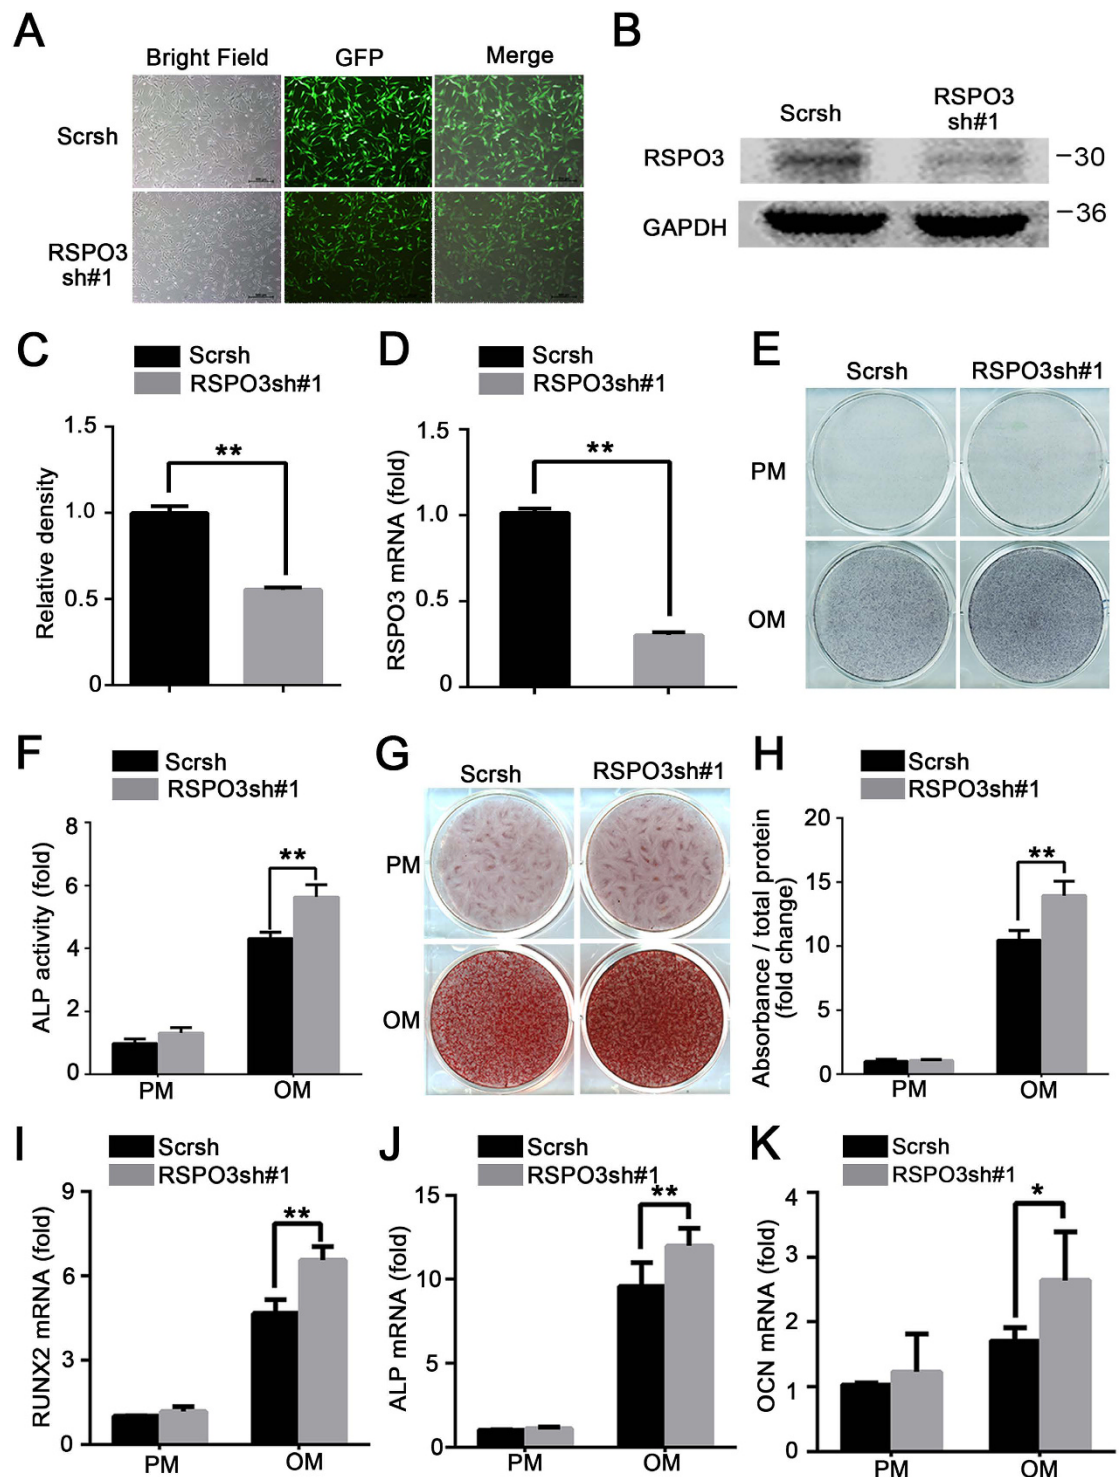 A
Bright Field GFP Merge
Scrsh
RSPO3
sh#1
B
Scrsh RSPO3
sh#1
RSPO3 –30
–36
GAPDH
C
Scrsh
RSPO3sh#1
Relative density
1.5
**
1.0
0.5
0
D
Scrsh
RSPO3sh#1
RSPO3 mRNA (fold)
1.5
**
1.0
0.5
0
E
Scrsh RSPO3sh#1
PM
OM
F
Scrsh
RSPO3sh#1
ALP activity (fold)
8
6
**
4
2
0
PM OM
G
Scrsh RSPO3sh#1
PM
OM
H
Scrsh
RSPO3sh#1
Absorbance / total protein
(fold change)
20
**
15
10
5
0
PM OM
I
Scrsh
RSPO3sh#1
RUNX2 mRNA (fold)
9
**
6
3
0
PM OM
J
Scrsh
RSPO3sh#1
ALP mRNA (fold)
15
**
10
5
0
PM OM
K
Scrsh
RSPO3sh#1
OCN mRNA (fold)
4
*
3
2
1
0
PM OM